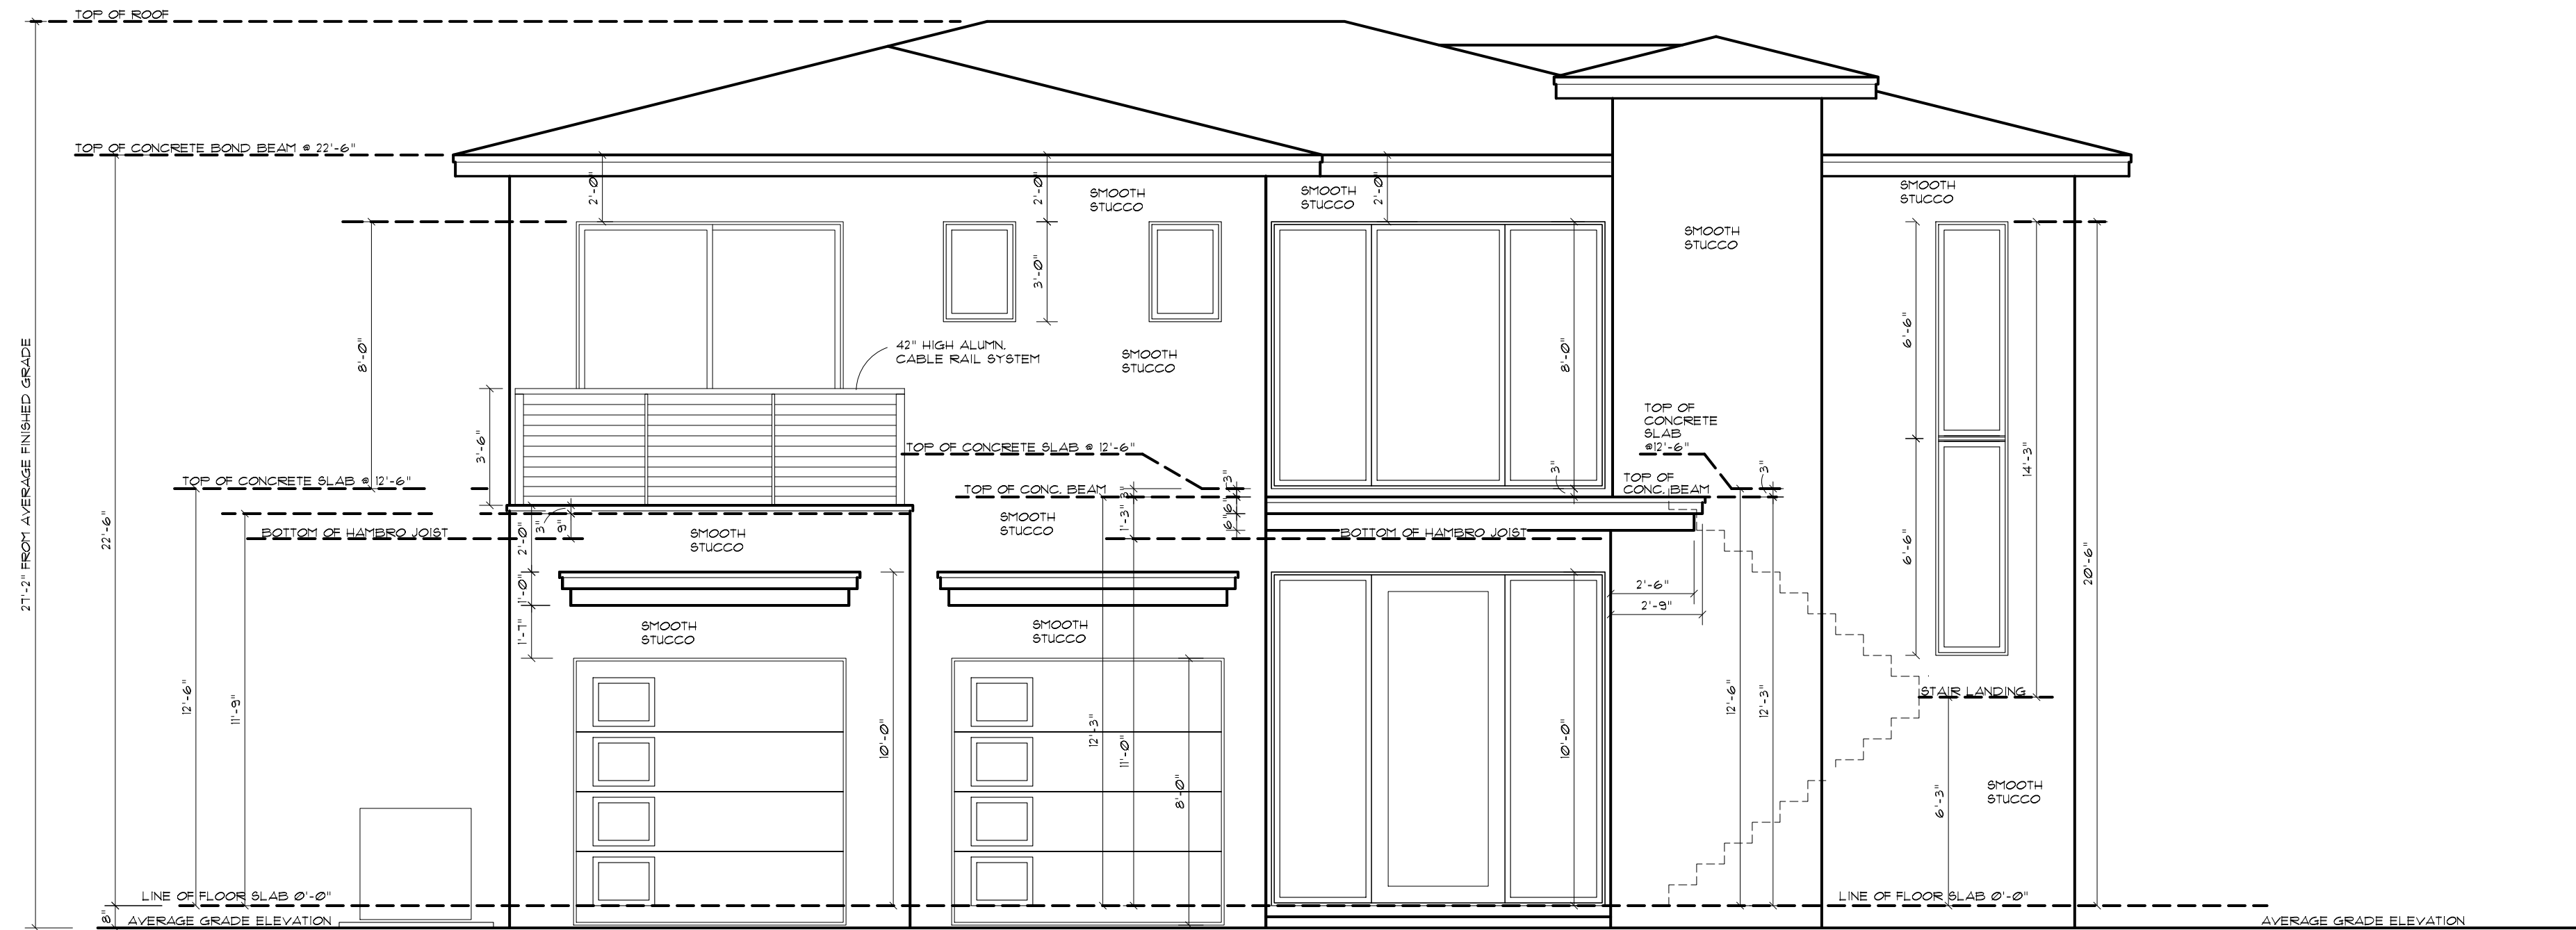 TOP OF ROOF
TOP OF CONCRETE BOND BEAM @ 22'-6"
27'-2" FROM AVERAGE FINISHED GRADE
22'-6"
8"
8'-0"
3'-6"
TOP OF CONCRETE SLAB @ 12'-6"
BOTTOM OF HAMBRO JOIST
12'-6"
11'-9"
LINE OF FLOOR SLAB 0'-0"
AVERAGE GRADE ELEVATION
2'-0"
2'-0"
3'-0"
SMOOTH
STUCCO
42" HIGH ALUMN.
CABLE RAIL SYSTEM
SMOOTH
STUCCO
TOP OF CONCRETE SLAB @ 12'-6"
TOP OF CONC. BEAM
SMOOTH
STUCCO
2'-0"
3"
9"
1'-0"
1'-7"
SMOOTH
STUCCO
SMOOTH
STUCCO
SMOOTH
STUCCO
10'-0"
3"
1'-3"
12'-3"
11'-0"
8'-0"
3"
6"
6"
SMOOTH
STUCCO
2'-0"
8'-0"
3"
BOTTOM OF HAMBRO JOIST
10'-0"
SMOOTH
STUCCO
TOP OF
CONCRETE
SLAB
@12'-6"
TOP OF
CONC. BEAM
3"
2'-6"
2'-9"
12'-6"
12'-3"
SMOOTH
STUCCO
6'-6"
6'-6"
14'-3"
20'-6"
STAIR LANDING
6'-3"
SMOOTH
STUCCO
LINE OF FLOOR SLAB 0'-0"
AVERAGE GRADE ELEVATION